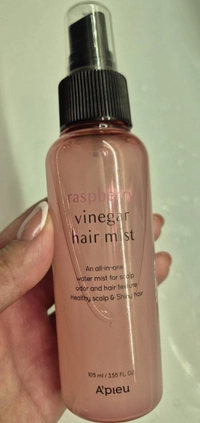 raspberry
vinegar
hair mist
An all-in-one
water mist for scalp
odor and hair texture
Healthy scalp & Shiny hair
105 ml / 3.55 FL. OZ.
A'pieu